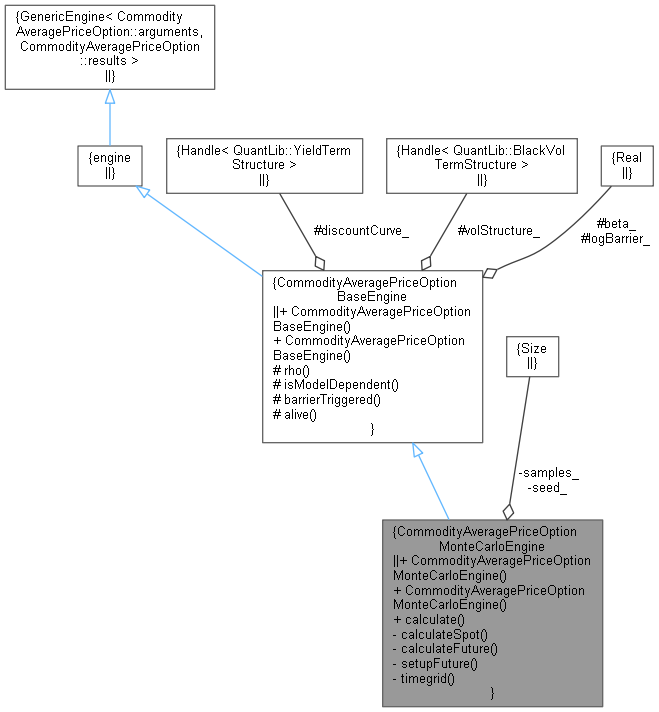 {GenericEngine< Commodity
AveragePriceOption::arguments,
CommodityAveragePriceOption
::results >
||}
{engine
||}
{Handle< QuantLib::YieldTerm
Structure >
||}
{Handle< QuantLib::BlackVol
TermStructure >
||}
{Real
||}
#discountCurve_
#volStructure_
#beta_
#logBarrier_
{CommodityAveragePriceOption
BaseEngine
||+ CommodityAveragePriceOption
BaseEngine()
+ CommodityAveragePriceOption
BaseEngine()
# rho()
# isModelDependent()
# barrierTriggered()
# alive()
}
{Size
||}
-samples_
-seed_
{CommodityAveragePriceOption
MonteCarloEngine
||+ CommodityAveragePriceOption
MonteCarloEngine()
+ CommodityAveragePriceOption
MonteCarloEngine()
+ calculate()
- calculateSpot()
- calculateFuture()
- setupFuture()
- timegrid()
}